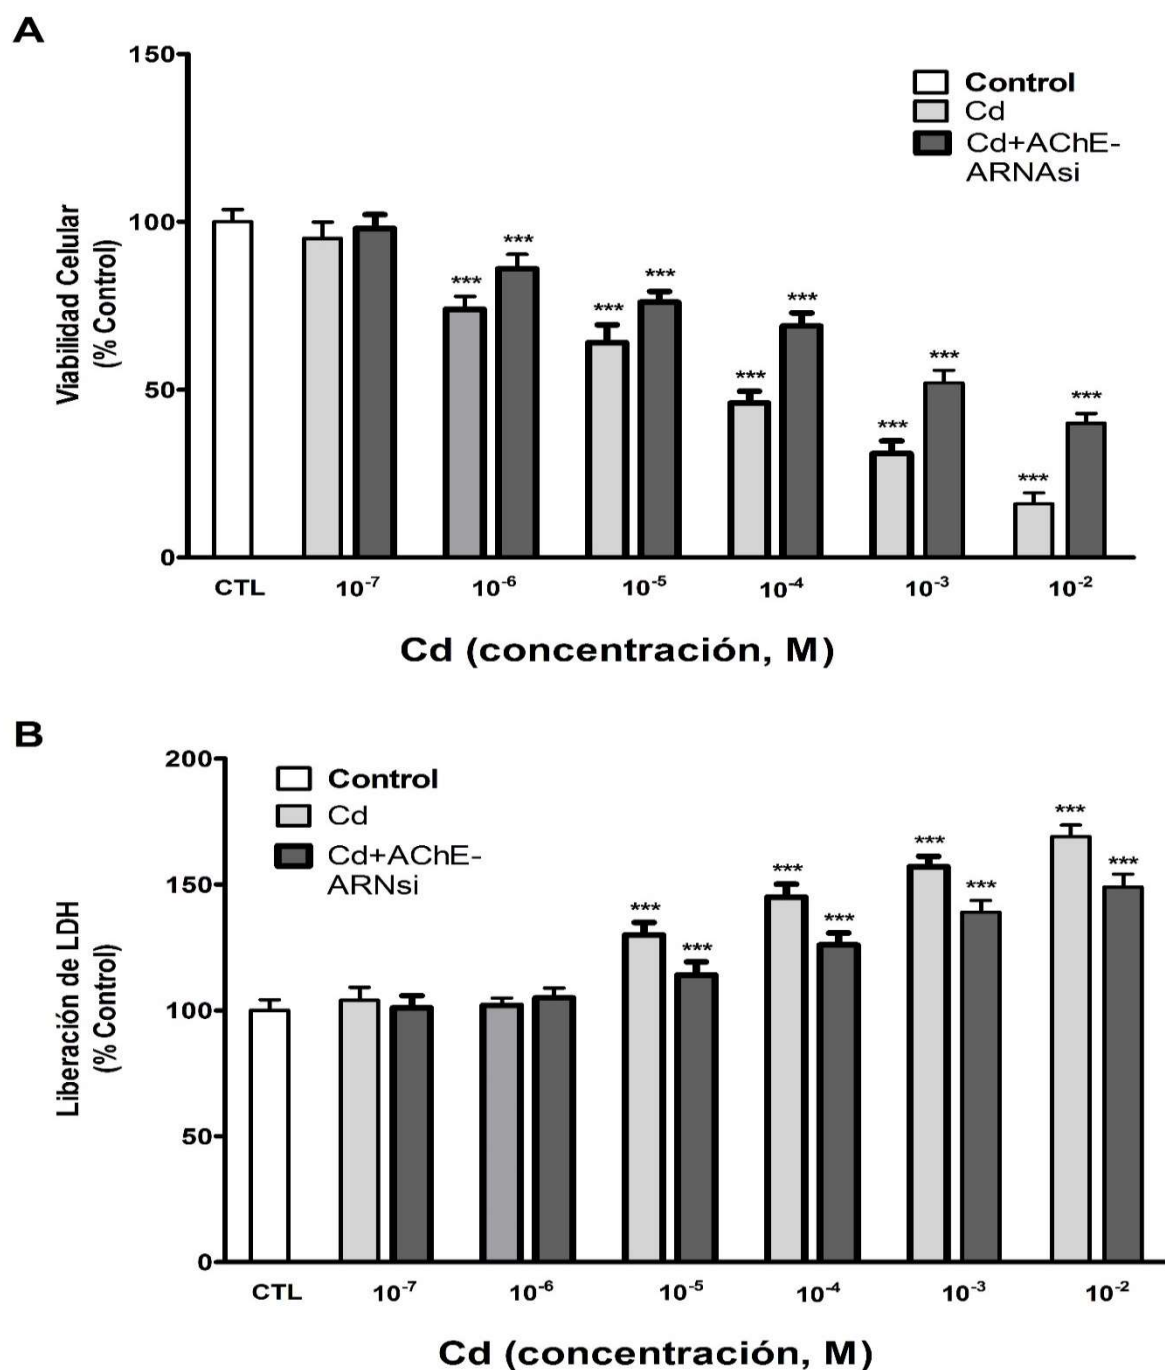 A
150
100
50
0
Viabilidad Celular
(% Control)
Control
Cd
Cd+AChE-
ARNAsi
***
***
***
***
***
***
***
***
***
***
CTL
10⁻⁷
10⁻⁶
10⁻⁵
10⁻⁴
10⁻³
10⁻²
Cd (concentración, M)
B
200
150
100
50
0
Liberación de LDH
(% Control)
Control
Cd
Cd+AChE-
ARNsi
***
***
***
***
***
***
***
***
CTL
10⁻⁷
10⁻⁶
10⁻⁵
10⁻⁴
10⁻³
10⁻²
Cd (concentración, M)